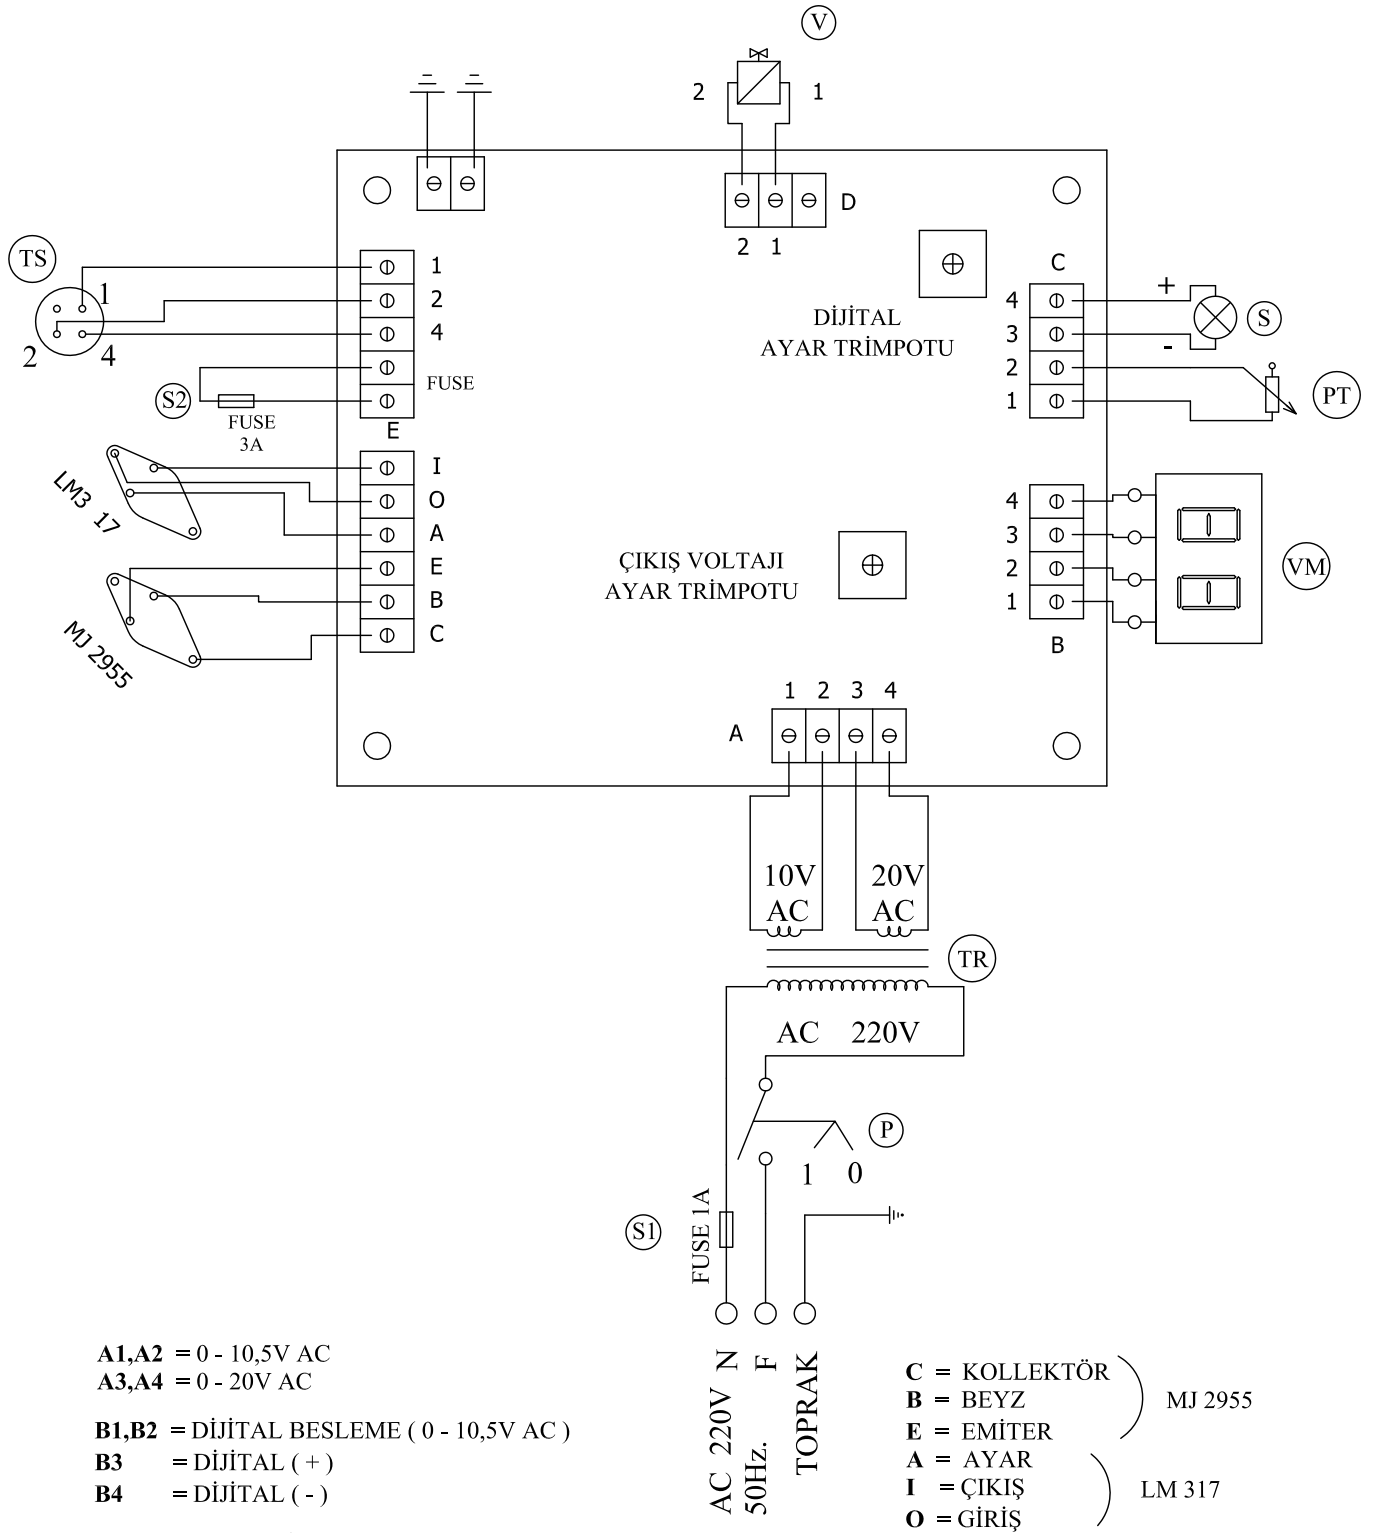 V
2
1
D
2 1
TS
1
2
4
1
2
4
FUSE
S2
FUSE
3A
E
DİJİTAL
AYAR TRİMPOTU
C
4
3
2
1
+
-
S
PT
LM3 17
I
O
A
E
B
C
MJ 2955
ÇIKIŞ VOLTAJI
AYAR TRİMPOTU
4
3
2
1
B
VM
1 2 3 4
A
10V
AC
20V
AC
TR
AC 220V
P
1 0
S1
FUSE 1A
N
F
TOPRAK
AC 220V
50Hz.
A1,A2 = 0 - 10,5V AC
A3,A4 = 0 - 20V AC
B1,B2 = DİJİTAL BESLEME ( 0 - 10,5V AC )
B3 = DİJİTAL ( + )
B4 = DİJİTAL ( - )
C = KOLLEKTÖR
B = BEYZ
E = EMİTER
MJ 2955
A = AYAR
I = ÇIKIŞ
O = GİRİŞ
LM 317